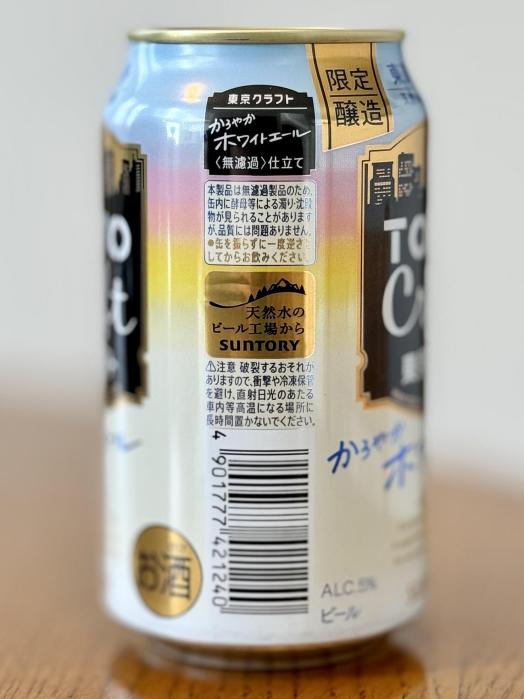 東京クラフト
かろやか
ホワイトエール
〈無濾過〉仕立て
限定
醸造
本製品は無濾過製品のため、
缶内に酵母等による濁り・沈殿
物が見られることがあります
が、品質には問題ありません。
●缶を振らずに一度逆さと
してからお飲みください。
天然水の
ビール工場から
SUNTORY
⚠注意 破裂するおそれが
ありますので、衝撃や冷凍保管
を避け、直射日光のあたる
車内等高温になる場所に
長時間置かないでください。
4 901777 421240
お酒
TO
Cr
かろやか
ホ
ALC.5%
ビール